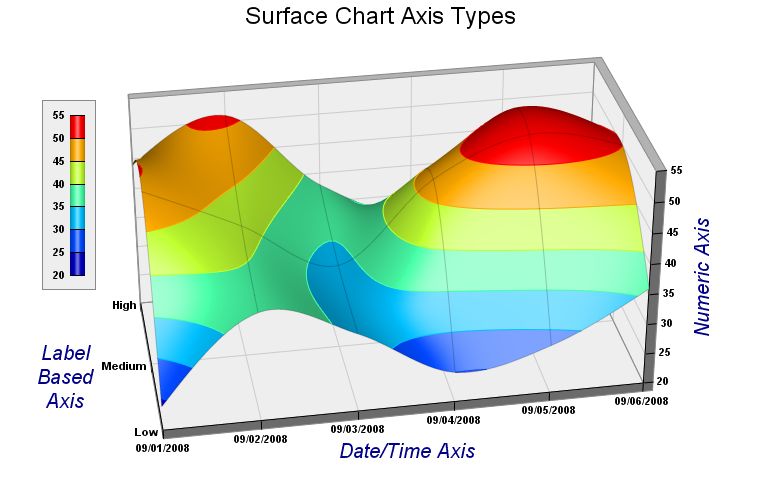 Surface Chart Axis Types
55
50
45
40
35
30
25
20
55
50
45
40
35
30
25
20
Numeric Axis
High
Medium
Low
Label
Based
Axis
09/01/2008
09/02/2008
09/03/2008
09/04/2008
09/05/2008
09/06/2008
Date/Time Axis